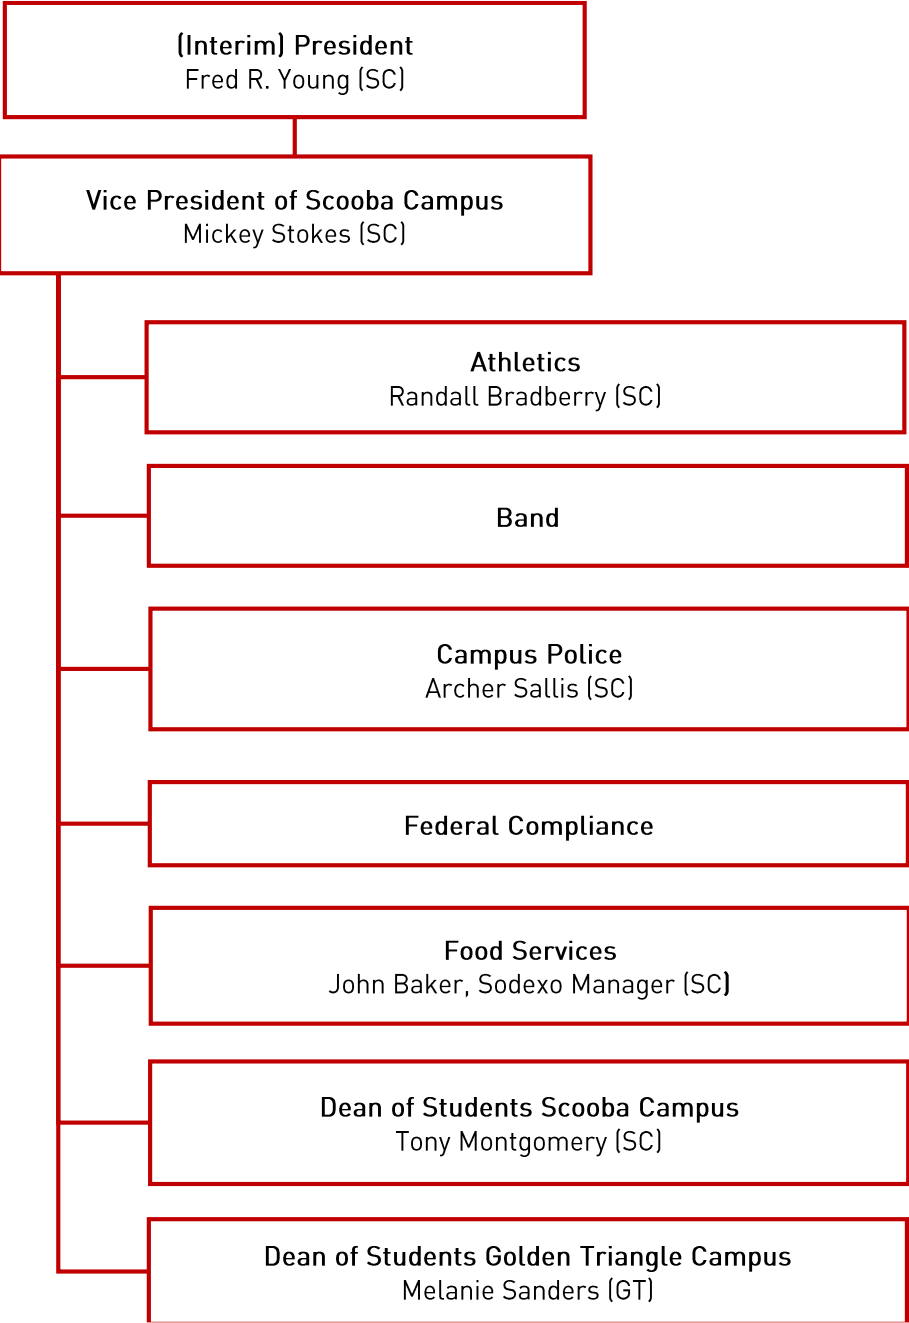 (Interim) President
Fred R. Young (SC)
Vice President of Scooba Campus
Mickey Stokes (SC)
Athletics
Randall Bradberry (SC)
Band
Campus Police
Archer Sallis (SC)
Federal Compliance
Food Services
John Baker, Sodexo Manager (SC)
Dean of Students Scooba Campus
Tony Montgomery (SC)
Dean of Students Golden Triangle Campus
Melanie Sanders (GT)